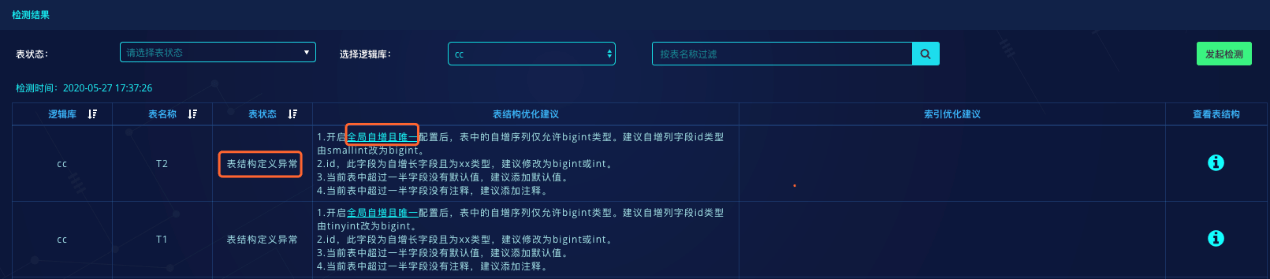 检测结果
表状态: 请选择表状态 选择逻辑库: cc 按表名称过滤 发起检测
检测时间: 2020-05-27 17:37:26
逻辑库 表名称 表状态 表结构优化建议 索引优化建议 查看表结构
cc T2 表结构定义异常
1.开启全局自增且唯一配置后，表中的自增序列仅允许bigint类型。建议自增列字段id类型
由smallint改为bigint。
2.id，此字段为自增长字段且为xx类型，建议修改为bigint或int。
3.当前表中超过一半字段没有默认值，建议添加默认值。
4.当前表中超过一半字段没有注释，建议添加注释。
cc T1 表结构定义异常
1.开启全局自增且唯一配置后，表中的自增序列仅允许bigint类型。建议自增列字段id类型
由tinyint改为bigint。
2.id，此字段为自增长字段且为xx类型，建议修改为bigint或int。
3.当前表中超过一半字段没有默认值，建议添加默认值。
4.当前表中超过一半字段没有注释，建议添加注释。